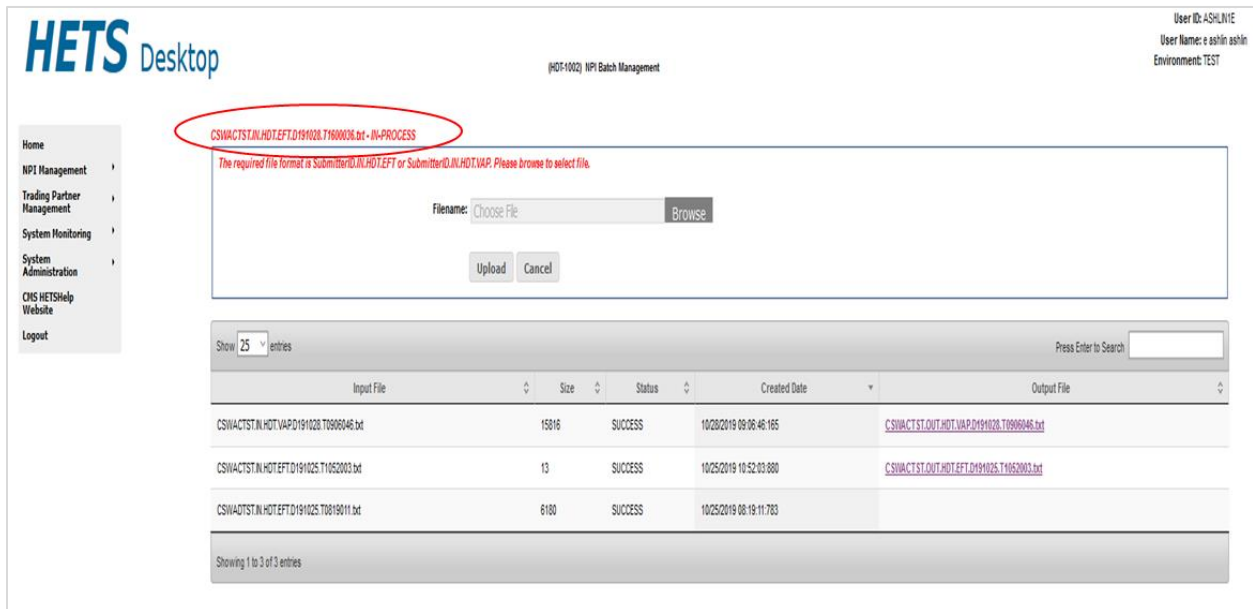 HETS Desktop
User ID: ASHLIN1E
User Name: e ashlin ashlin
Environment: TEST
(HDT-1002) NPI Batch Management
CSWACTST.IN.HDT.EFT.D191028.T1600036.txt - IN-PROCESS
The required file format is SubmitterID.IN.HDT.EFT or SubmitterID.IN.HDT.VAP. Please browse to select file.
Home
NPI Management
Trading Partner
Management
System Monitoring
System
Administration
CMS HETSHelp
Website
Logout
Filename: Choose File Browse
Upload Cancel
Show 25 entries
Press Enter to Search
Input File Size Status Created Date Output File
CSWACTST.IN.HDT.VAP.D191028.T0906046.txt 15816 SUCCESS 10/28/2019 09:06:46:165 CSWACTST.OUT.HDT.VAP.D191028.T0906046.txt
CSWACTST.IN.HDT.EFT.D191025.T1052003.txt 13 SUCCESS 10/25/2019 10:52:03:880 CSWACTST.OUT.HDT.EFT.D191025.T1052003.txt
CSWADTST.IN.HDT.EFT.D191025.T0819011.txt 6180 SUCCESS 10/25/2019 08:19:11:783
Showing 1 to 3 of 3 entries